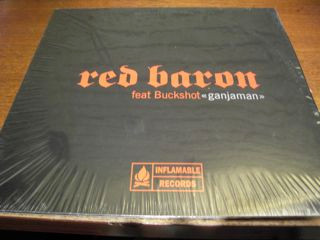 red baron
feat Buckshot «ganjaman»
INFLAMABLE
RECORDS